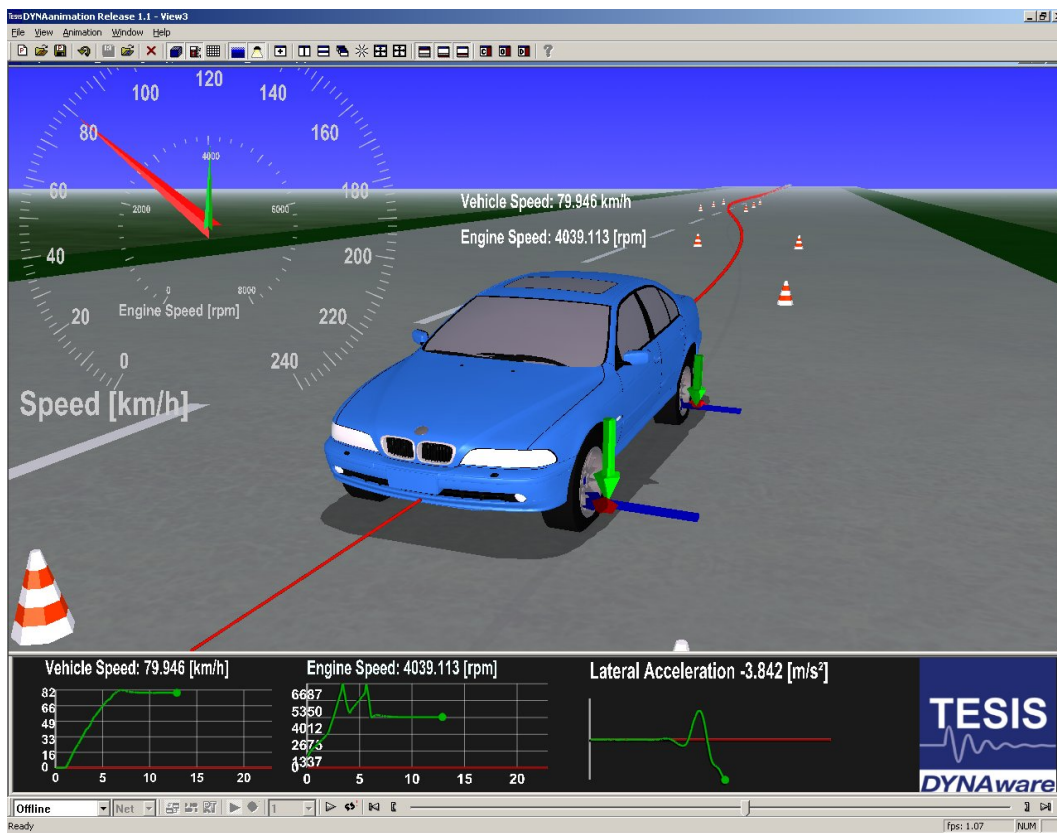 Tesis DYNAanimation Release 1.1 - View3
File View Animation Window Help
120
100 140
80 160
4000
60 180
2000 6000
40 200
0 8000
Engine Speed [rpm]
20 220
0 240
Speed [km/h]
Vehicle Speed: 79.946 km/h
Engine Speed: 4039.113 [rpm]
Vehicle Speed: 79.946 [km/h]
82
66
49
33
16
0
0 5 10 15 20
Engine Speed: 4039.113 [rpm]
6687
5350
4012
2675
1337
0
0 5 10 15 20
Lateral Acceleration -3.842 [m/s²]
TESIS
DYNAware
Offline Net 1
Ready fps: 1.07 NUM